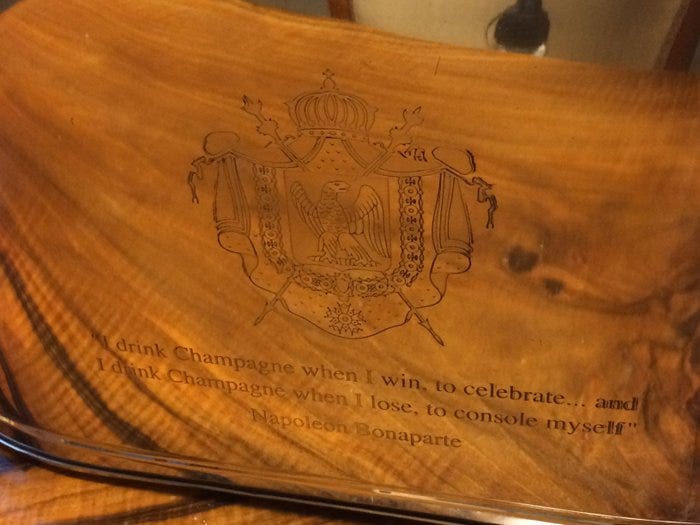 "I drink Champagne when I win, to celebrate... and
I drink Champagne when I lose, to console myself"
Napoleon Bonaparte